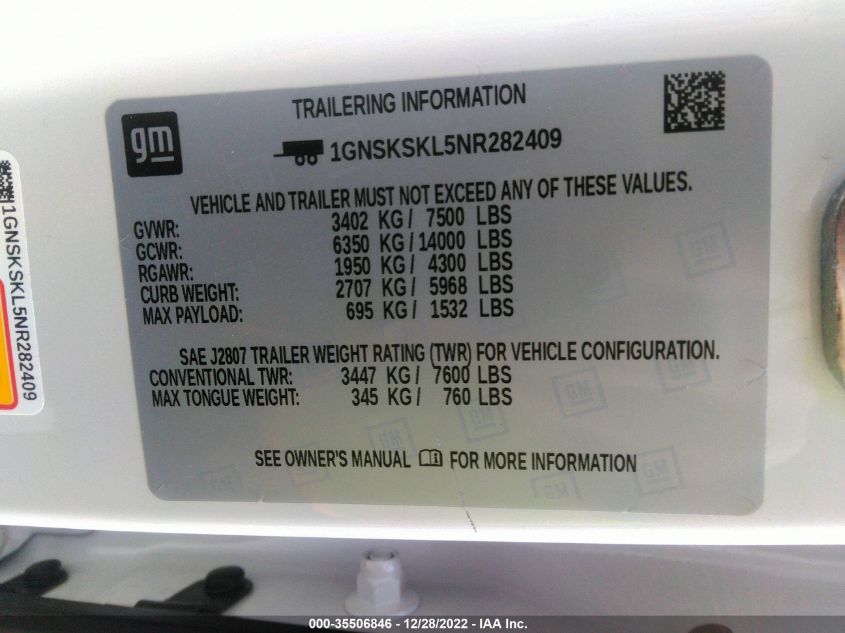 gm
TRAILERING INFORMATION
1GNSKSKL5NR282409
VEHICLE AND TRAILER MUST NOT EXCEED ANY OF THESE VALUES.
GVWR: 3402 KG / 7500 LBS
GCWR: 6350 KG / 14000 LBS
RGAWR: 1950 KG / 4300 LBS
CURB WEIGHT: 2707 KG / 5968 LBS
MAX PAYLOAD: 695 KG / 1532 LBS
SAE J2807 TRAILER WEIGHT RATING (TWR) FOR VEHICLE CONFIGURATION.
CONVENTIONAL TWR: 3447 KG / 7600 LBS
MAX TONGUE WEIGHT: 345 KG / 760 LBS
SEE OWNER'S MANUAL FOR MORE INFORMATION
1GNSKSKL5NR282409
GM
GM
GM
GM
000-35506846 - 12/28/2022 - IAA Inc.